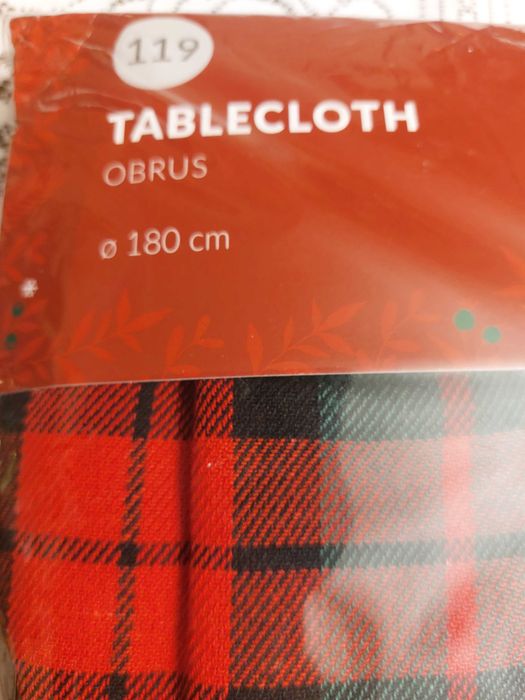 119
TABLECLOTH
OBRUS
ø 180 cm